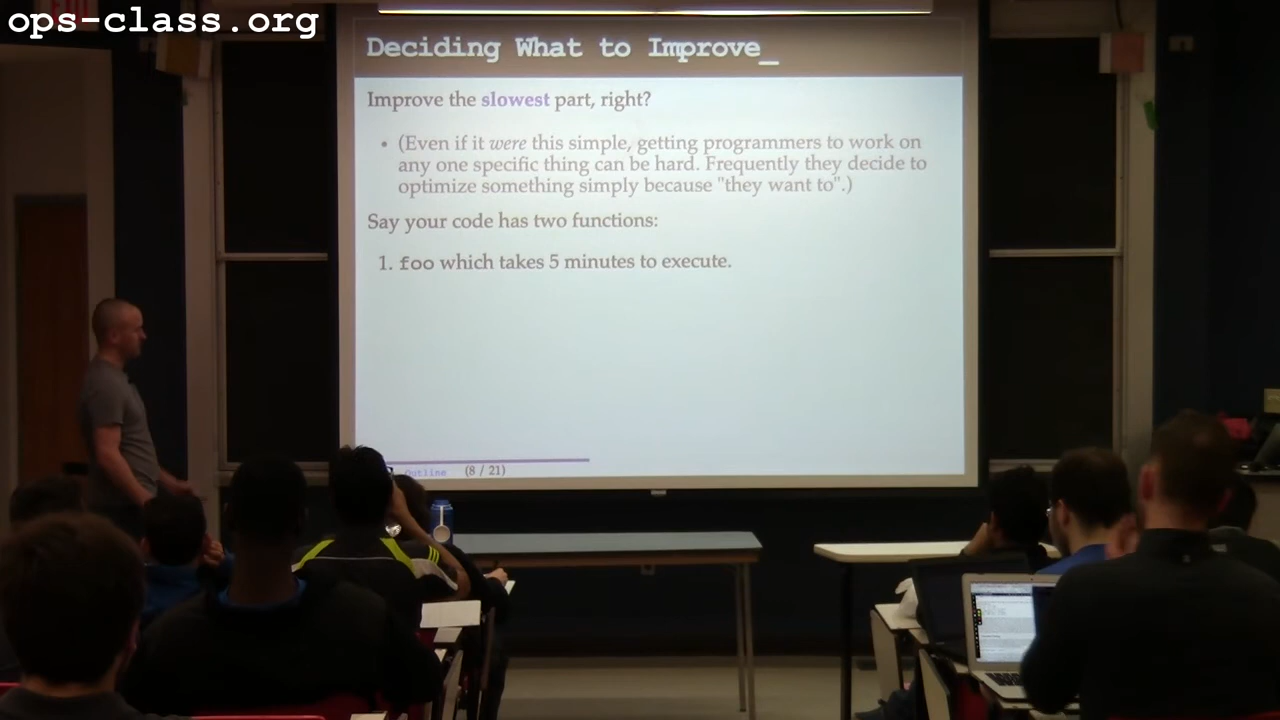 ops-class.org
Deciding What to Improve_
Improve the slowest part, right?
• (Even if it were this simple, getting programmers to work on
any one specific thing can be hard. Frequently they decide to
optimize something simply because "they want to".)
Say your code has two functions:
1. foo which takes 5 minutes to execute.
Outline (8 / 21)